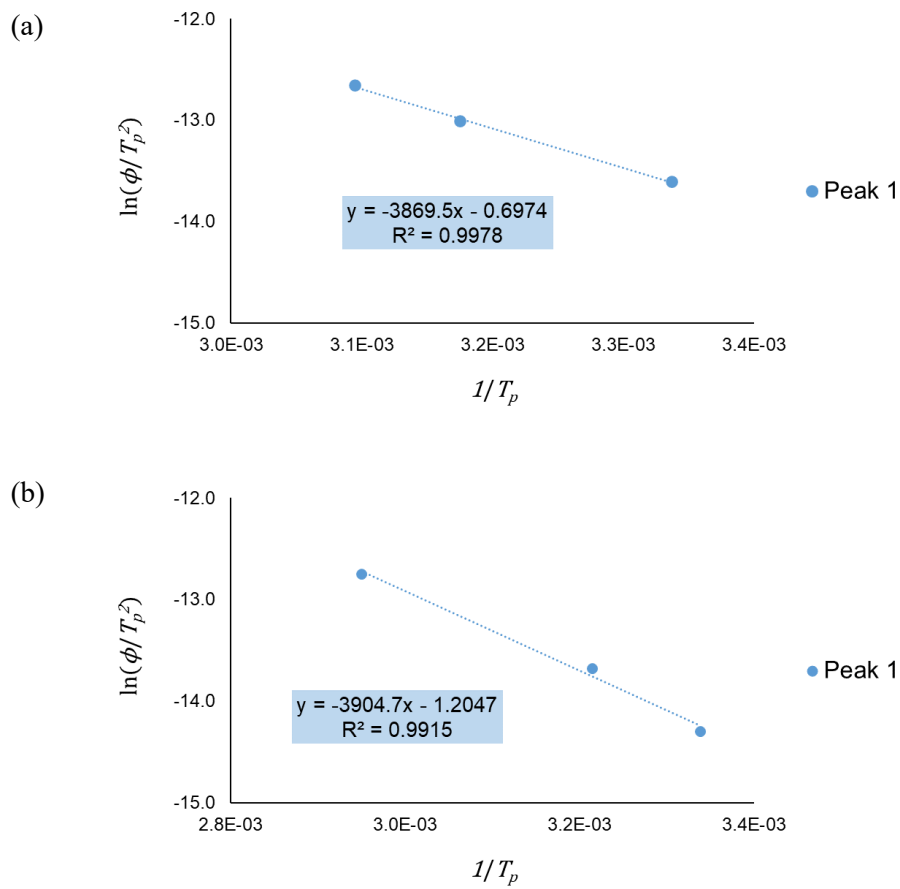 (a)
-12.0
-13.0
-14.0
-15.0
ln(ϕ/Tp²)
y = -3869.5x - 0.6974
R² = 0.9978
Peak 1
3.0E-03 3.1E-03 3.2E-03 3.3E-03 3.4E-03
1/Tp
(b)
-12.0
-13.0
-14.0
-15.0
ln(ϕ/Tp²)
y = -3904.7x - 1.2047
R² = 0.9915
Peak 1
2.8E-03 3.0E-03 3.2E-03 3.4E-03
1/Tp